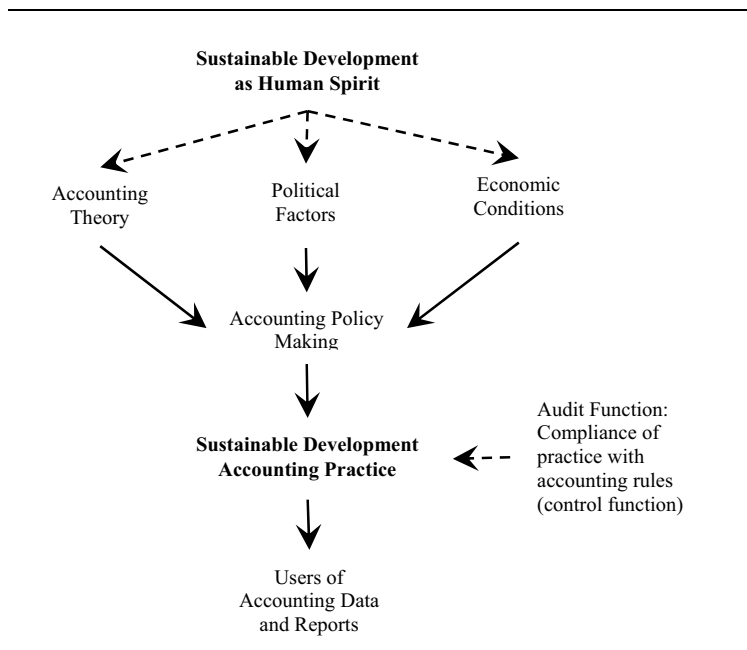 Sustainable Development
as Human Spirit
Accounting
Theory
Political
Factors
Economic
Conditions
Accounting Policy
Making
Sustainable Development
Accounting Practice
Audit Function:
Compliance of
practice with
accounting rules
(control function)
Users of
Accounting Data
and Reports